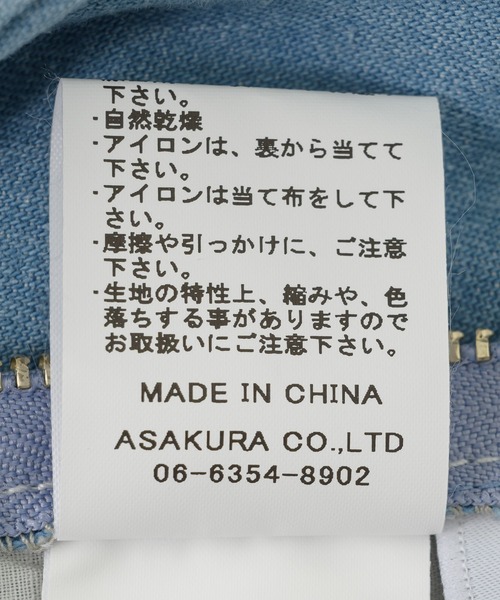 下さい。
・自然乾燥
・アイロンは、裏から当てて
下さい。
・アイロンは当て布をして下
さい。
・摩擦や引っかけに、ご注意
下さい。
・生地の特性上、縮みや、色
落ちする事がありますので
お取扱いにご注意下さい。
MADE IN CHINA
ASAKURA CO.,LTD
06-6354-8902